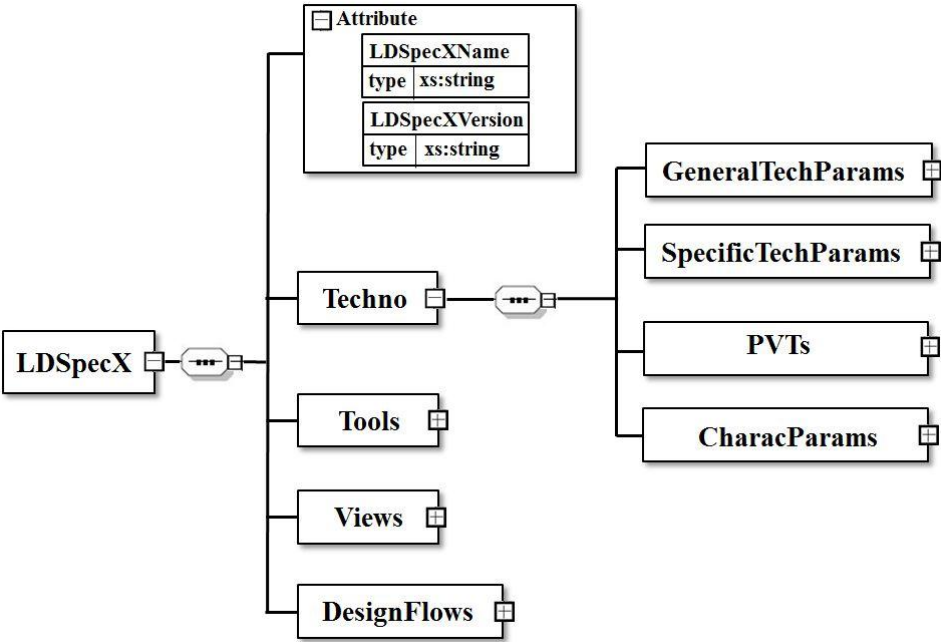 Attribute
LDSpecXName
type xs:string
LDSpecXVersion
type xs:string
GeneralTechParams
SpecificTechParams
Techno
PVTs
LDSpecX
Tools
CharacParams
Views
DesignFlows